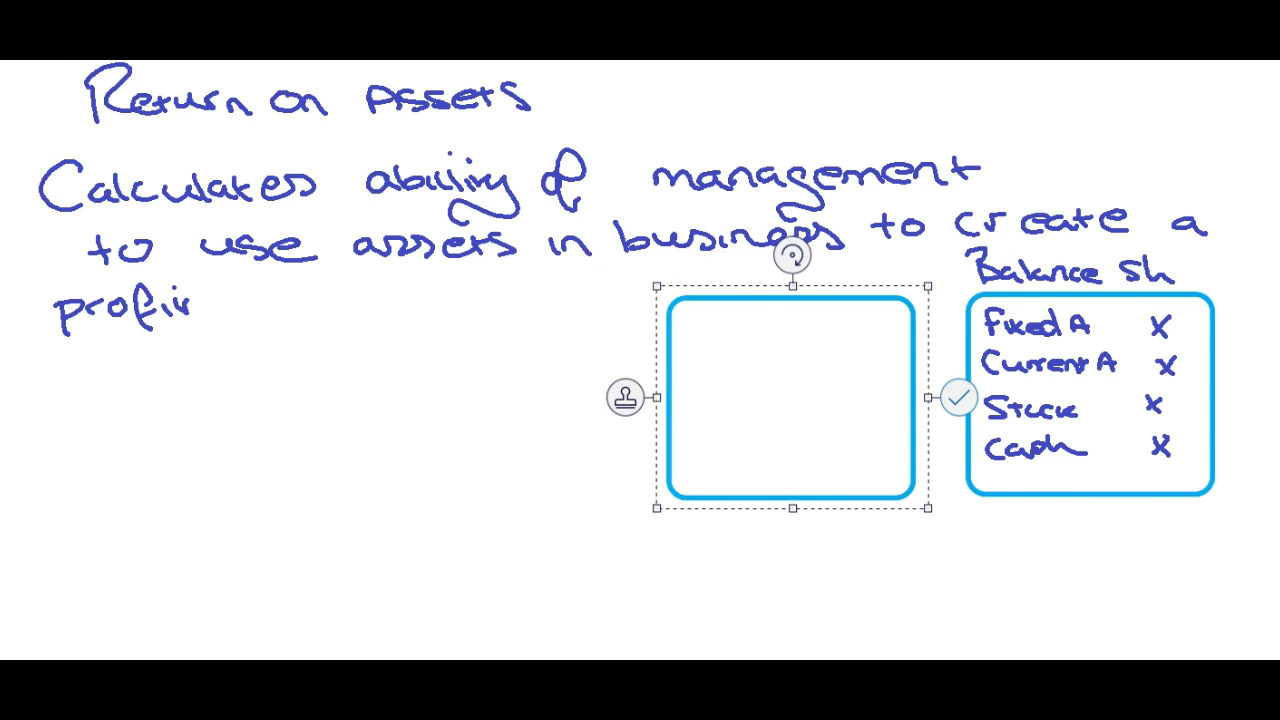 Return on Assets
Calculates ability of management
to use assets in business to create a
profit
Balance Sh
Fixed A X
Current A X
Stock X
Cash X